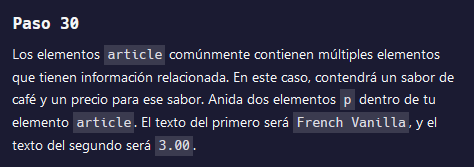 Paso 30
Los elementos article comúnmente contienen múltiples elementos
que tienen información relacionada. En este caso, contendrá un sabor de
café y un precio para ese sabor. Anida dos elementos p dentro de tu
elemento article. El texto del primero será French Vanilla, y el
texto del segundo será 3.00.